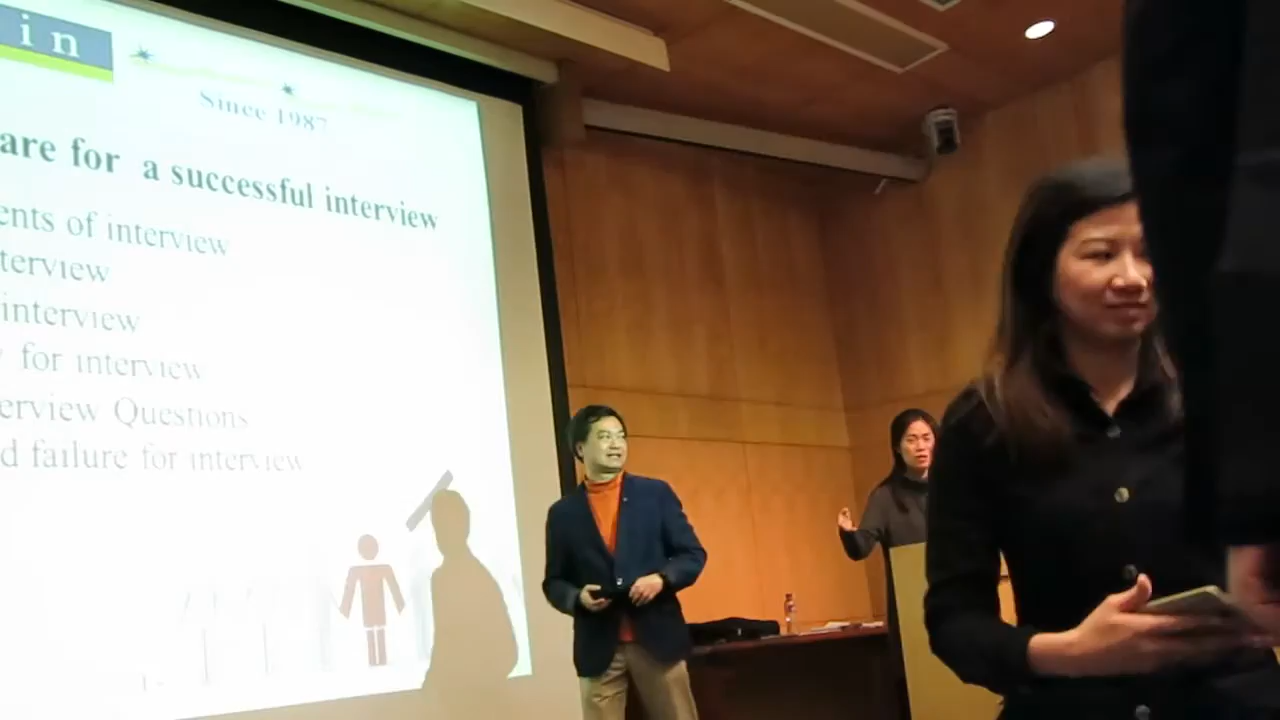 in
Since 1987
are for a successful interview
ents of interview
terview
interview
for interview
erview Questions
d failure for interview